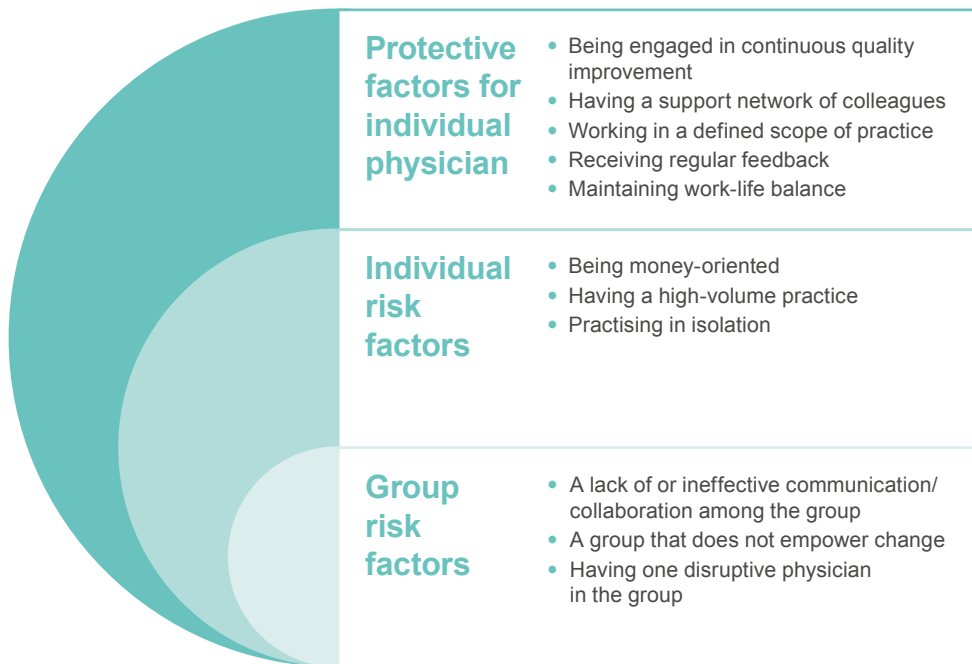 Protective
factors for
individual
physician
• Being engaged in continuous quality
improvement
• Having a support network of colleagues
• Working in a defined scope of practice
• Receiving regular feedback
• Maintaining work-life balance
Individual
risk
factors
• Being money-oriented
• Having a high-volume practice
• Practising in isolation
Group
risk
factors
• A lack of or ineffective communication/
collaboration among the group
• A group that does not empower change
• Having one disruptive physician
in the group